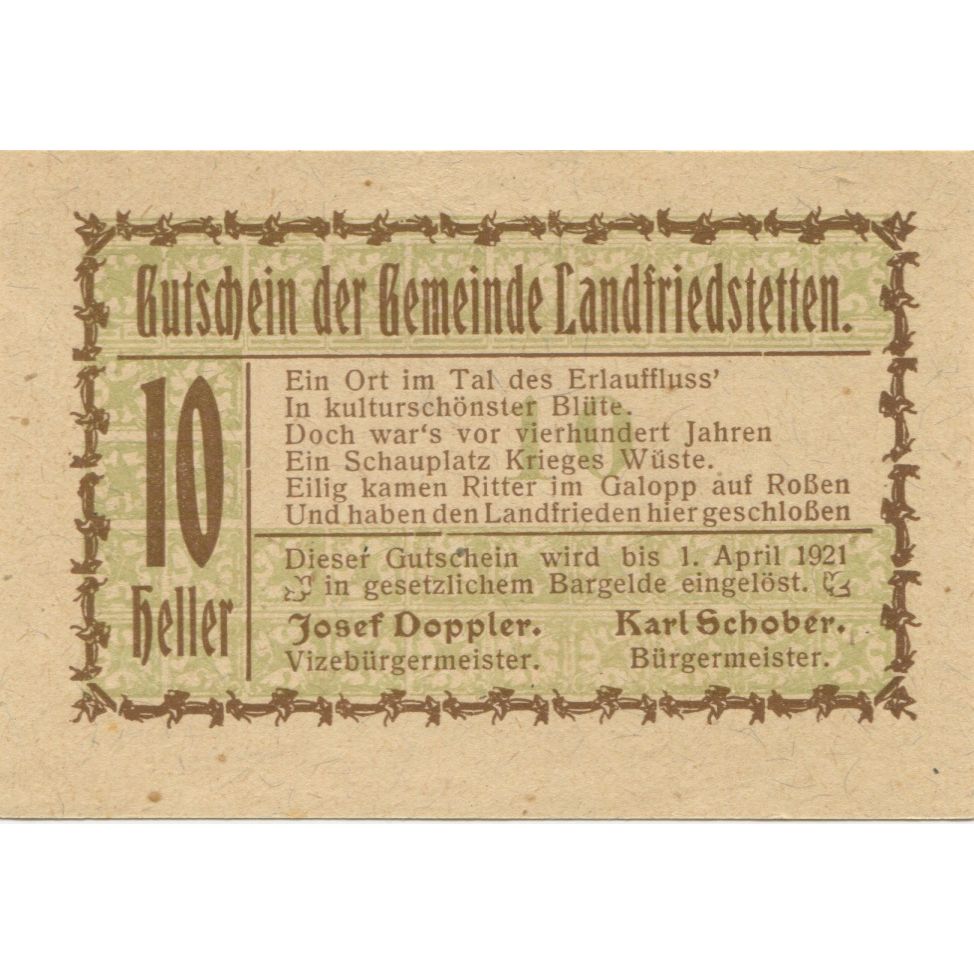 Gutschein der Gemeinde Landfriedstetten.
10
Heller
Ein Ort im Tal des Erlauffluss'
In kulturschönster Blüte.
Doch war's vor vierhundert Jahren
Ein Schauplatz Krieges Wüste.
Eilig kamen Ritter im Galopp auf Roßen
Und haben den Landfrieden hier geschloßen
Dieser Gutschein wird bis 1. April 1921
in gesetzlichem Bargelde eingelöst.
Josef Doppler. Karl Schober.
Vizebürgermeister. Bürgermeister.
10